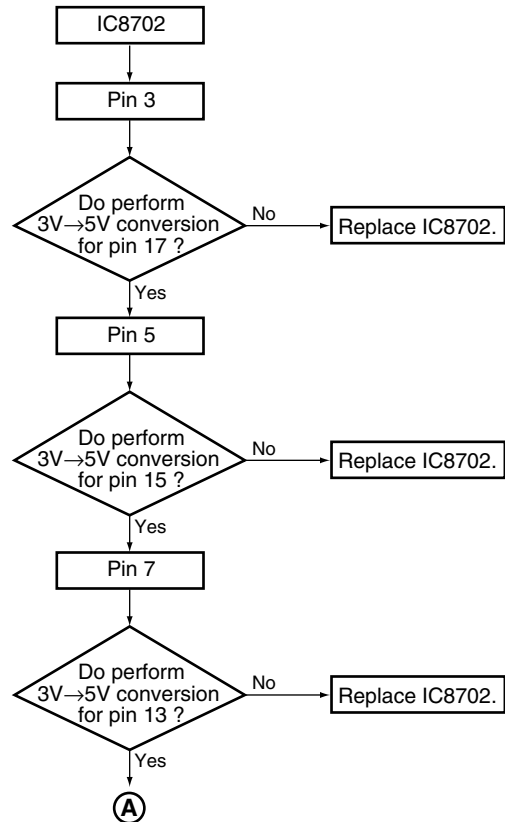 IC8702
Pin 3
Do perform
3V→5V conversion
for pin 17 ?
No
Replace IC8702.
Yes
Pin 5
Do perform
3V→5V conversion
for pin 15 ?
No
Replace IC8702.
Yes
Pin 7
Do perform
3V→5V conversion
for pin 13 ?
No
Replace IC8702.
Yes
A